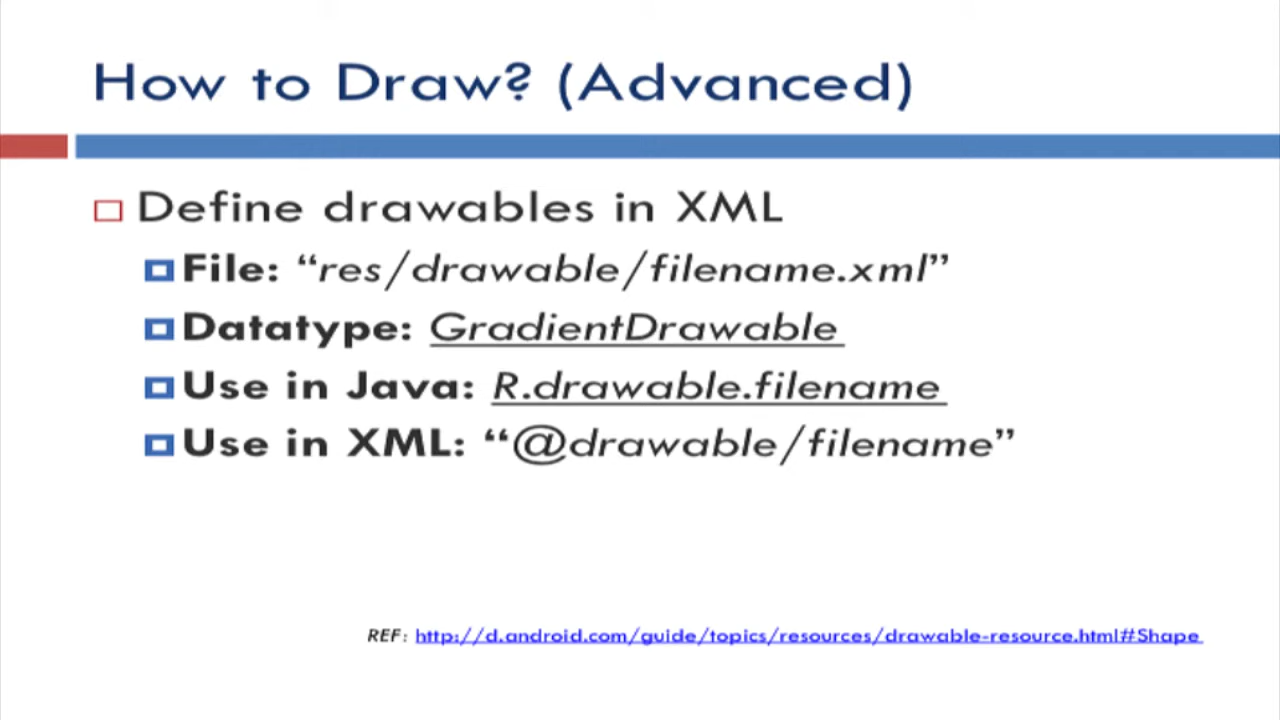 How to Draw? (Advanced)
Define drawables in XML
File: “res/drawable/filename.xml”
Datatype: GradientDrawable
Use in Java: R.drawable.filename
Use in XML: “@drawable/filename”
REF: http://d.android.com/guide/topics/resources/drawable-resource.html#Shape